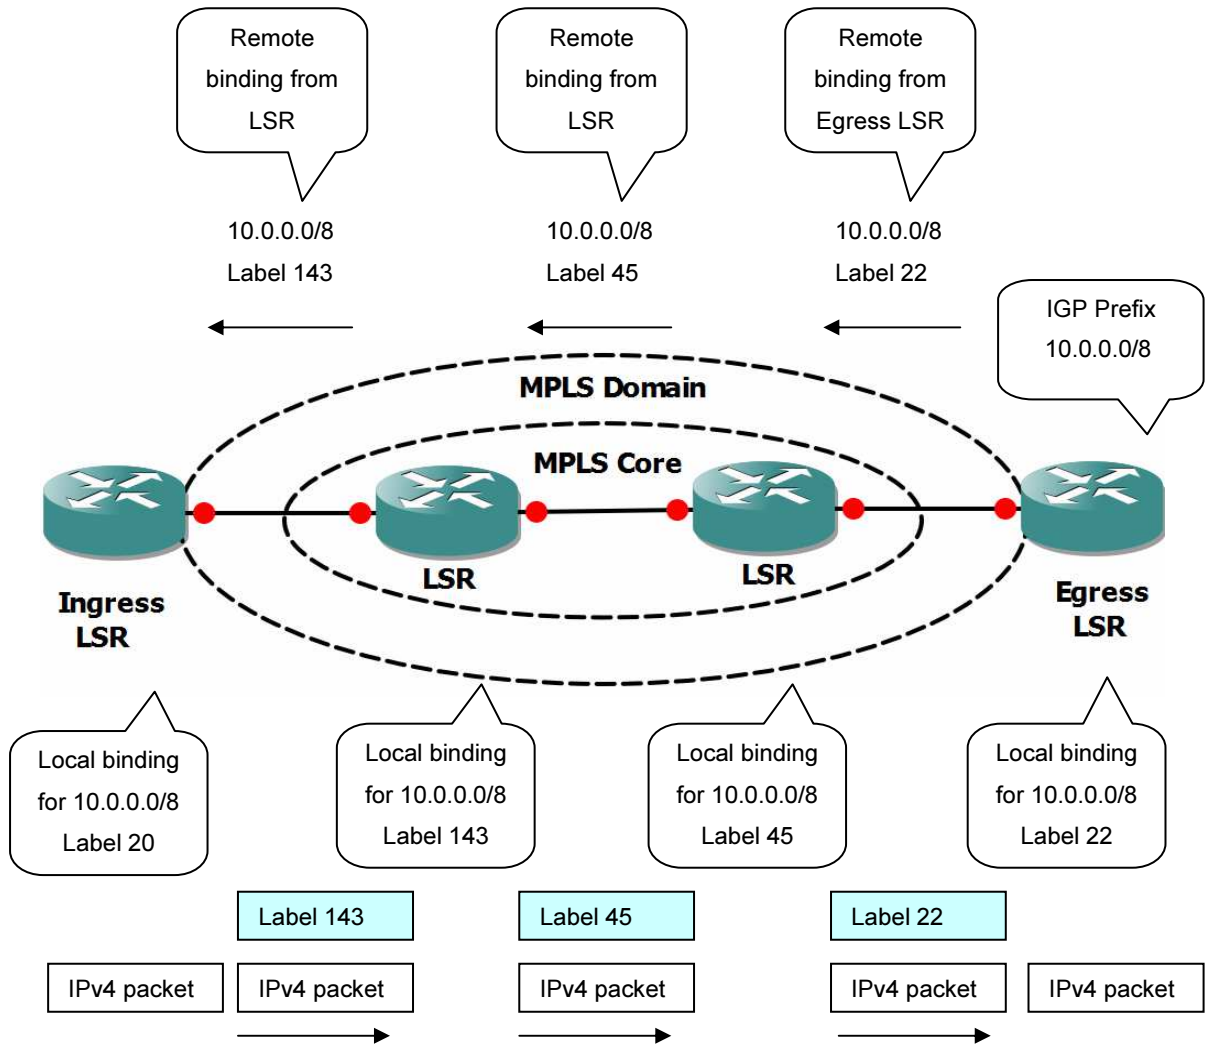 Remote
binding from
LSR
Remote
binding from
LSR
Remote
binding from
Egress LSR
10.0.0.0/8
Label 143
10.0.0.0/8
Label 45
10.0.0.0/8
Label 22
IGP Prefix
10.0.0.0/8
MPLS Domain
MPLS Core
LSR
LSR
Ingress
LSR
Egress
LSR
Local binding
for 10.0.0.0/8
Label 20
Local binding
for 10.0.0.0/8
Label 143
Local binding
for 10.0.0.0/8
Label 45
Local binding
for 10.0.0.0/8
Label 22
Label 143
Label 45
Label 22
IPv4 packet
IPv4 packet
IPv4 packet
IPv4 packet
IPv4 packet